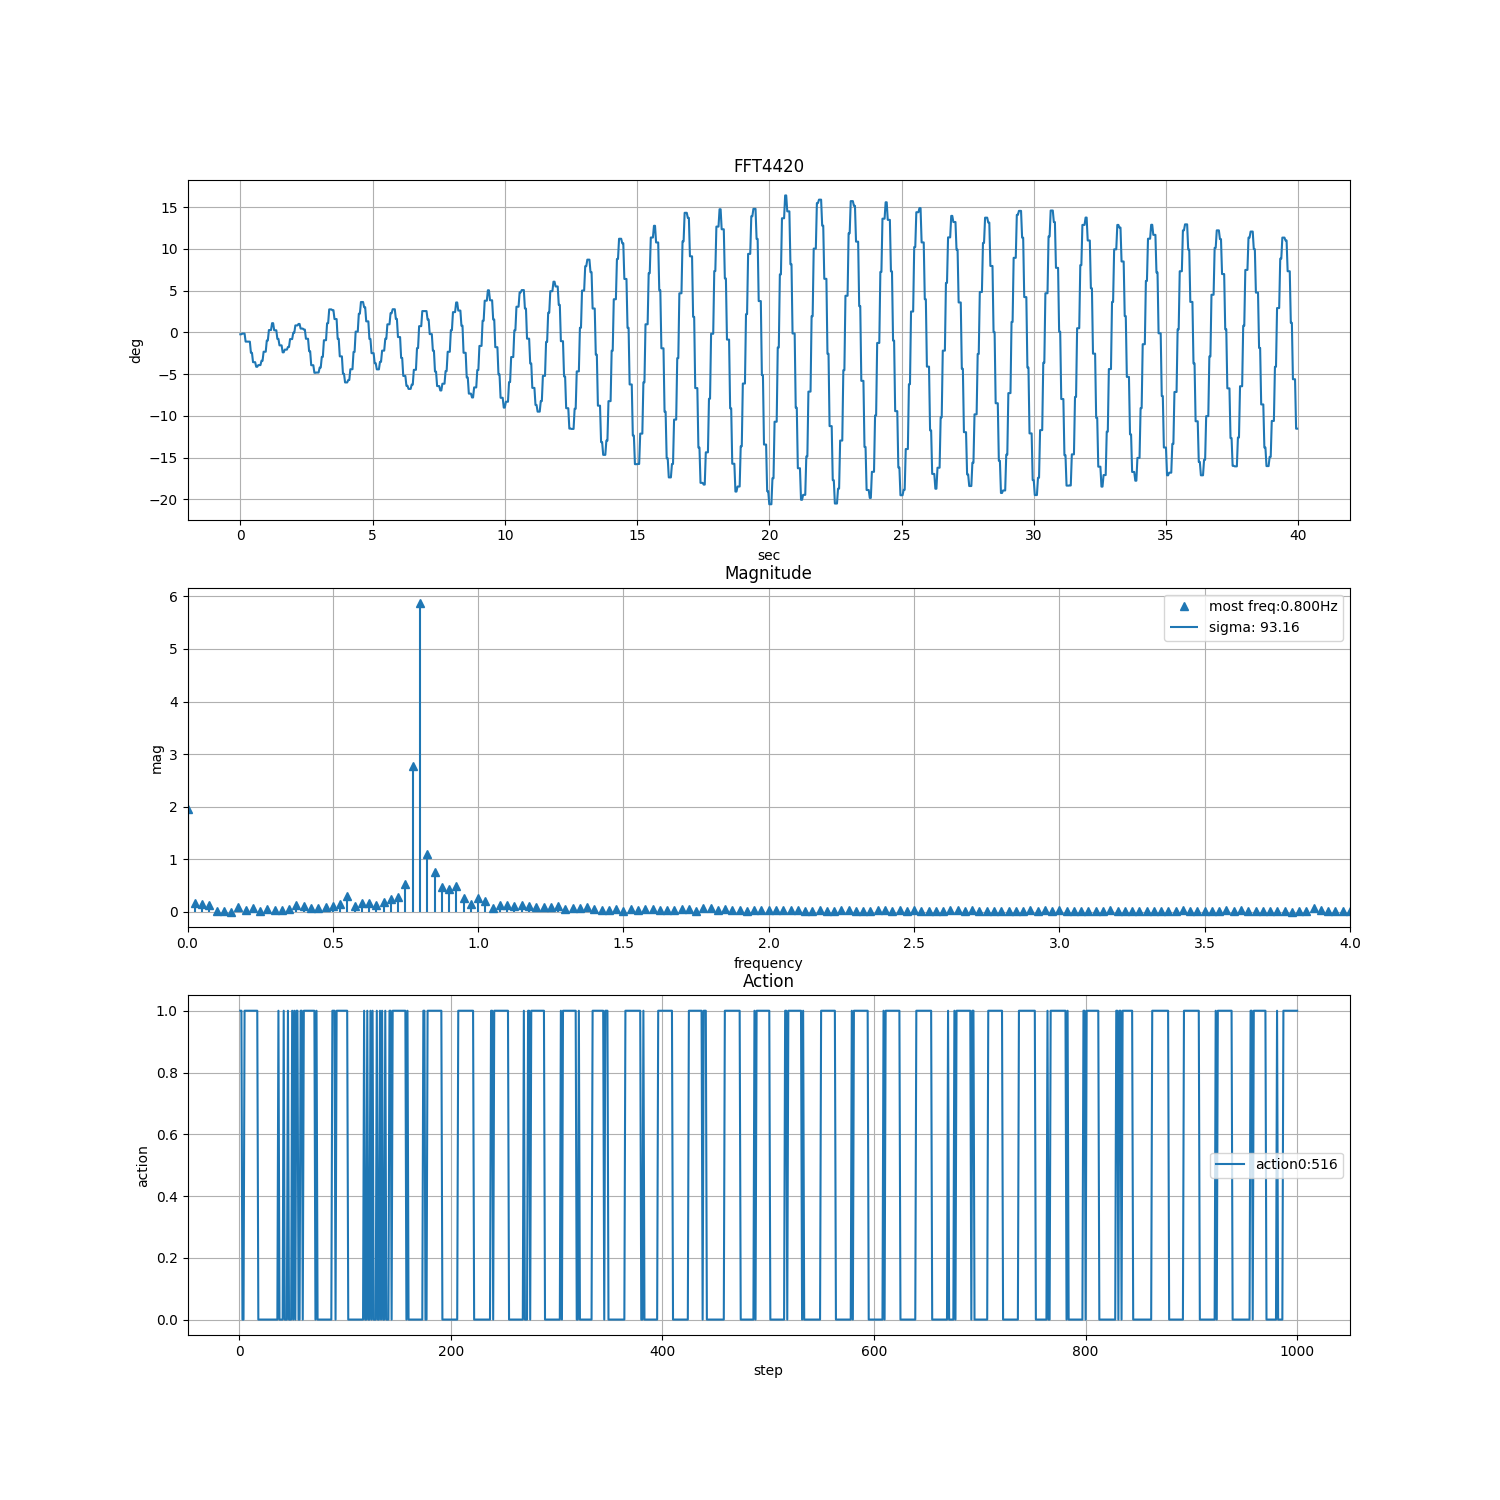 FFT4420
15
10
5
0
−5
−10
−15
−20
deg
0 5 10 15 20 25 30 35 40
sec
Magnitude
6
5
4
3
2
1
0
mag
most freq:0.800Hz
sigma: 93.16
0.0 0.5 1.0 1.5 2.0 2.5 3.0 3.5 4.0
frequency
Action
1.0
0.8
0.6
0.4
0.2
0.0
action
action0:516
0 200 400 600 800 1000
step